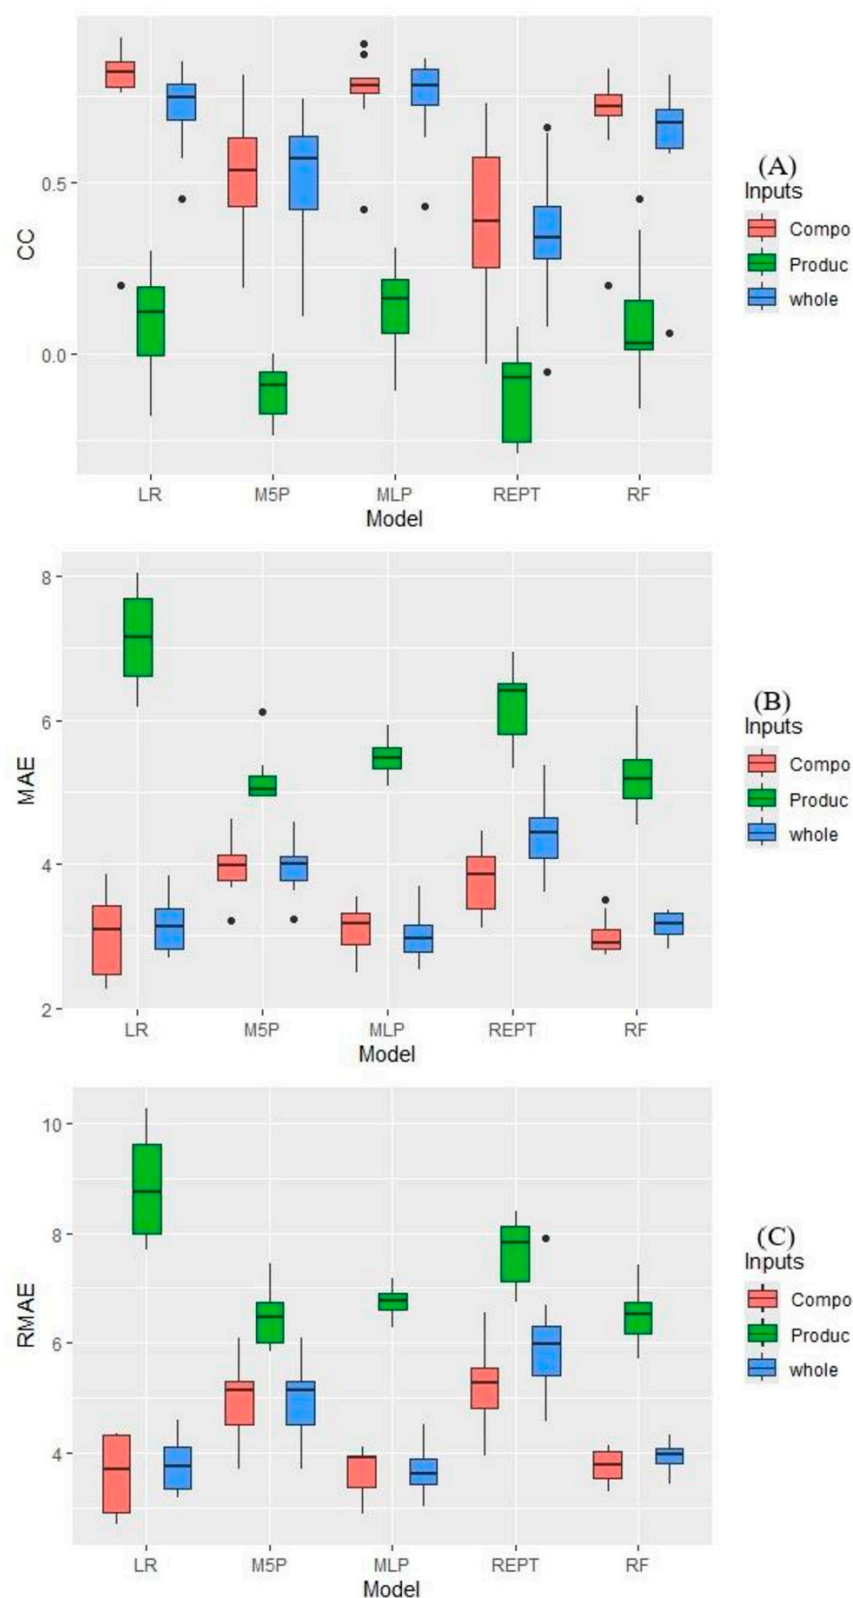 CC
0.5
0.0
LR M5P MLP REPT RF
Model
(A)
Inputs
Compo
Produc
whole
MAE
8
6
4
2
LR M5P MLP REPT RF
Model
(B)
Inputs
Compo
Produc
whole
RMAE
10
8
6
4
LR M5P MLP REPT RF
Model
(C)
Inputs
Compo
Produc
whole